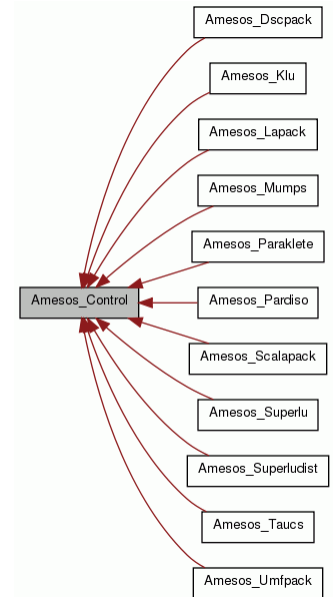 Amesos_Dscpack
Amesos_Klu
Amesos_Lapack
Amesos_Mumps
Amesos_Paraklete
Amesos_Control
Amesos_Pardiso
Amesos_Scalapack
Amesos_Superlu
Amesos_Superludist
Amesos_Taucs
Amesos_Umfpack